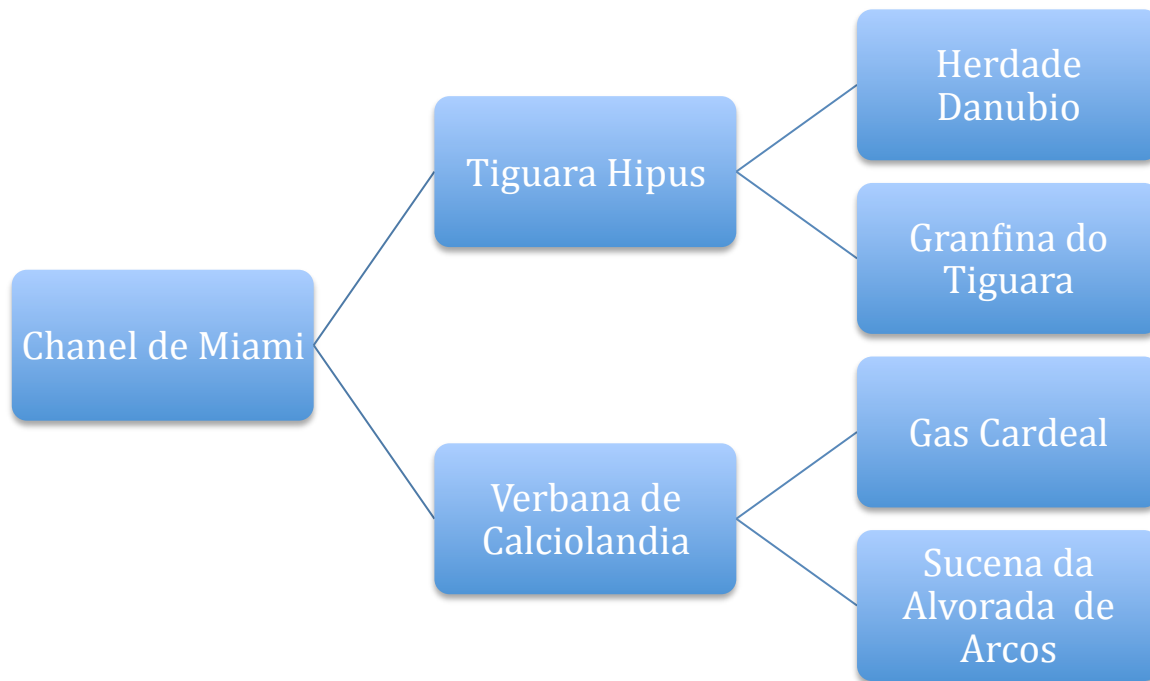 Herdade
Danubio
Tiguara Hipus
Granfina do
Tiguara
Chanel de Miami
Gas Cardeal
Verbana de
Calciolandia
Sucena da
Alvorada  de
Arcos